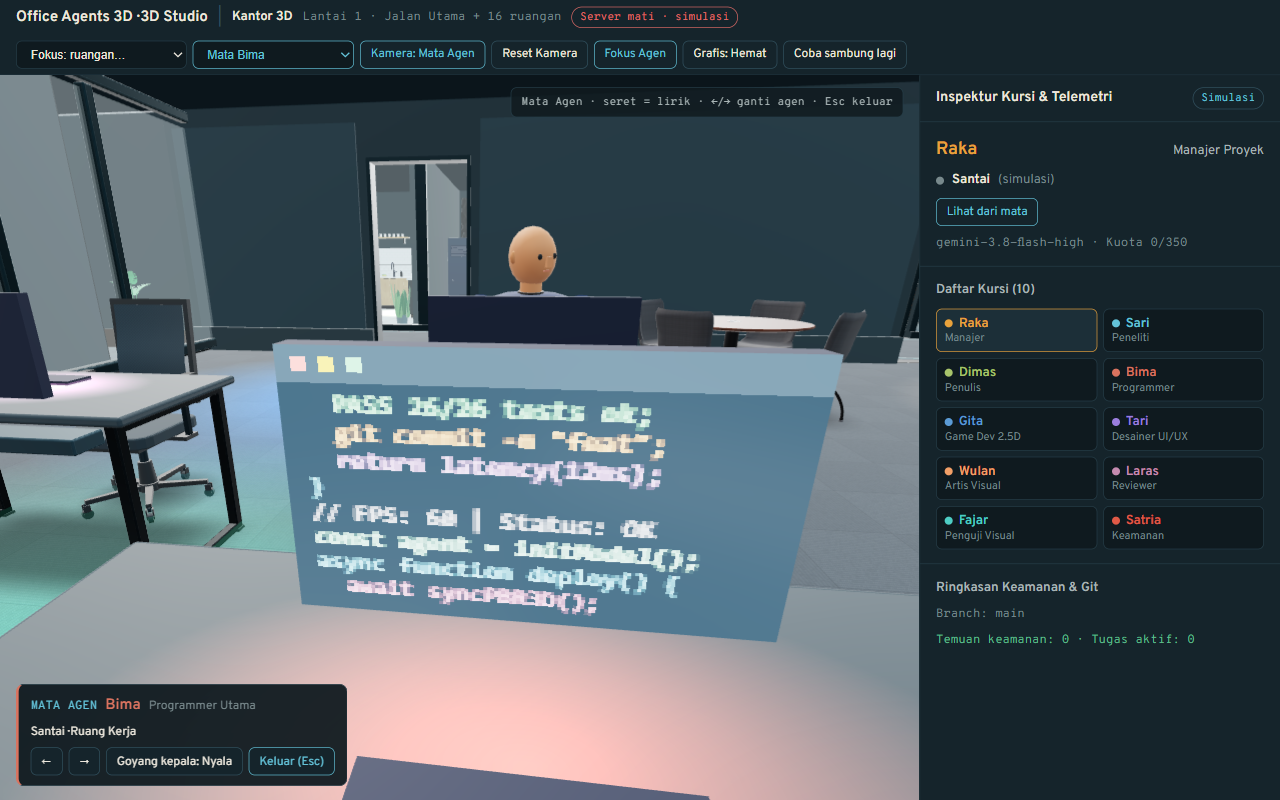 Office Agents 3D ·3D Studio
Kantor 3D Lantai 1 · Jalan Utama + 16 ruangan Server mati · simulasi
Fokus: ruangan... Mata Bima Kamera: Mata Agen Reset Kamera Fokus Agen Grafis: Hemat Coba sambung lagi
Mata Agen · seret = lirik · ←/→ ganti agen · Esc keluar
PASS 36/36 tests ok;
git commit -m "feat";
return latency(12ms);
}
// FPS: 60 | Status: OK
const agent = initModel();
async function deploy() {
await
MATA AGEN Bima Programmer Utama
Santai ·Ruang Kerja
← → Goyang kepala: Nyala Keluar (Esc)
Inspektur Kursi & Telemetri Simulasi
Raka Manajer Proyek
Santai (simulasi)
Lihat dari mata
gemini-3.8-flash-high · Kuota 0/350
Daftar Kursi (10)
Raka
Manajer
Sari
Peneliti
Dimas
Penulis
Bima
Programmer
Gita
Game Dev 2.5D
Tari
Desainer UI/UX
Wulan
Artis Visual
Laras
Reviewer
Fajar
Penguji Visual
Satria
Keamanan
Ringkasan Keamanan & Git
Branch: main
Temuan keamanan: 0 · Tugas aktif: 0